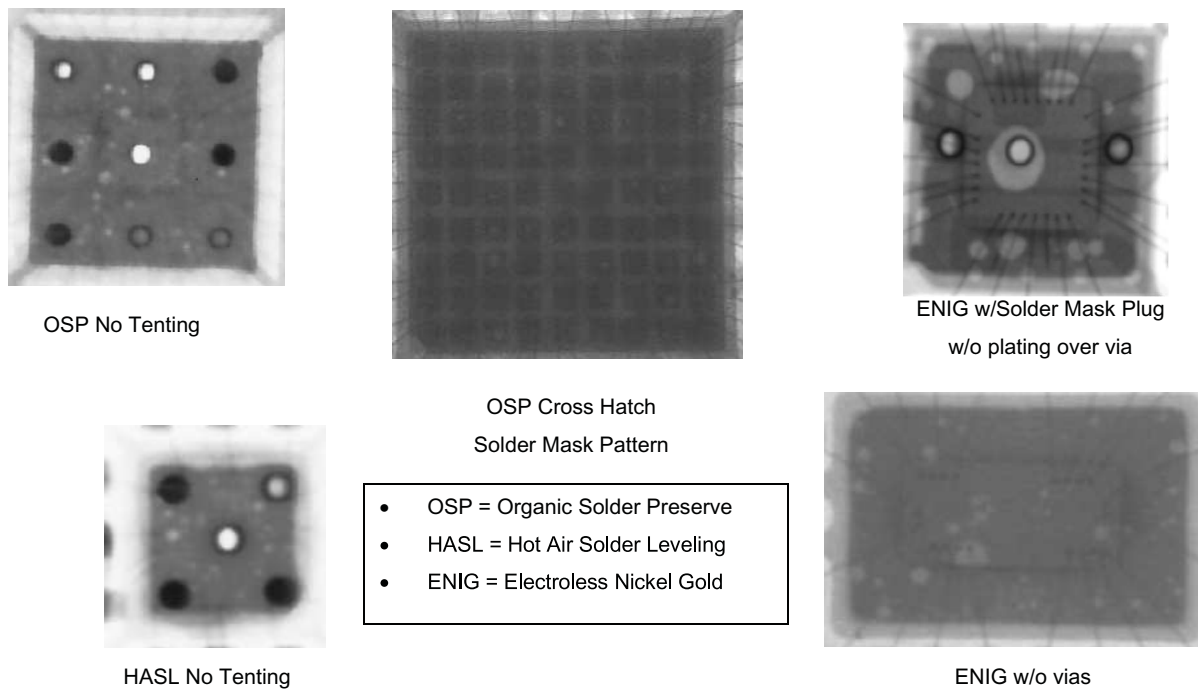 OSP No Tenting
OSP Cross Hatch
Solder Mask Pattern
ENIG w/Solder Mask Plug
w/o plating over via
HASL No Tenting
• OSP = Organic Solder Preserve
• HASL = Hot Air Solder Leveling
• ENIG = Electroless Nickel Gold
ENIG w/o vias